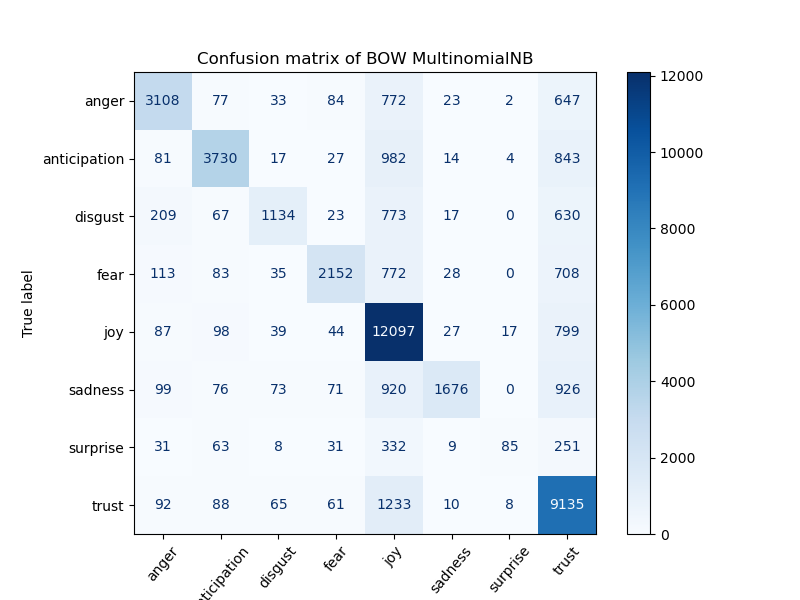 Confusion matrix of BOW MultinomialNB
True label
anger 3108 77 33 84 772 23 2 647
anticipation 81 3730 17 27 982 14 4 843
disgust 209 67 1134 23 773 17 0 630
fear 113 83 35 2152 772 28 0 708
joy 87 98 39 44 12097 27 17 799
sadness 99 76 73 71 920 1676 0 926
surprise 31 63 8 31 332 9 85 251
trust 92 88 65 61 1233 10 8 9135
anger ticipation disgust fear joy sadness surprise trust
12000
10000
8000
6000
4000
2000
0